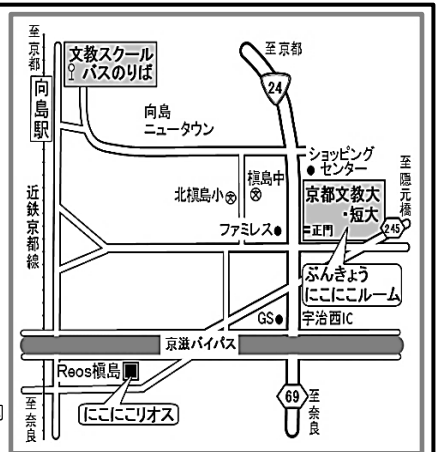 至京都
文教スクール
バスのりば
至京都
24
向島駅
向島
ニュータウン
ショッピング
センター
至隠元橋
槇島中
北槇島小
京都文教大
・短大
近鉄京都線
ファミレス
正門
245
ぶんきょう
にこにこルーム
GS
宇治西IC
京滋バイパス
Reos槇島
にこにこリオス
69
至奈良
至奈良